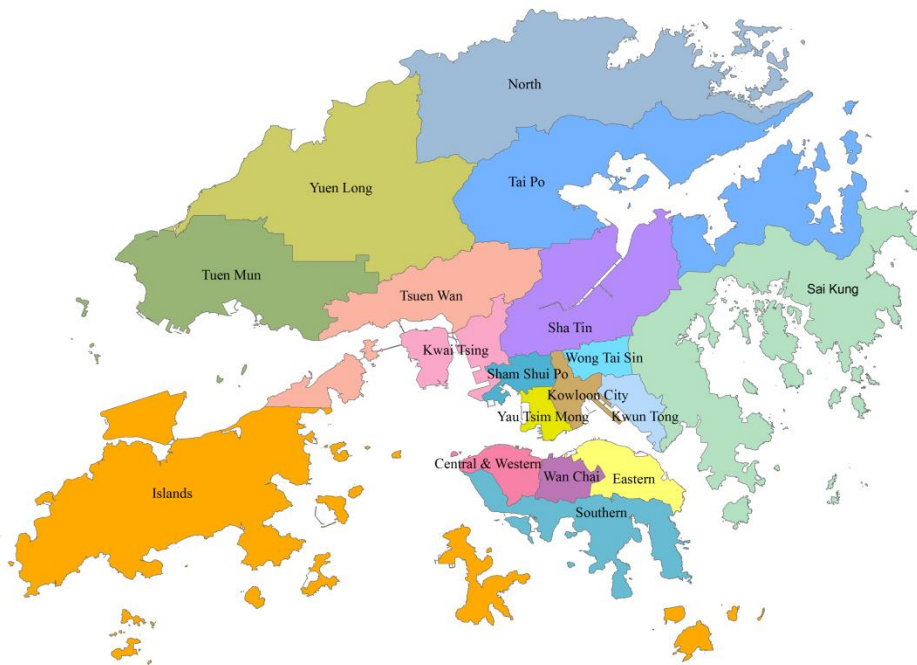 North
Tai Po
Yuen Long
Tuen Mun
Tsuen Wan
Sai Kung
Sha Tin
Kwai Tsing
Wong Tai Sin
Sham Shui Po
Kowloon City
Yau Tsim Mong
Kwun Tong
Central & Western
Wan Chai
Eastern
Islands
Southern